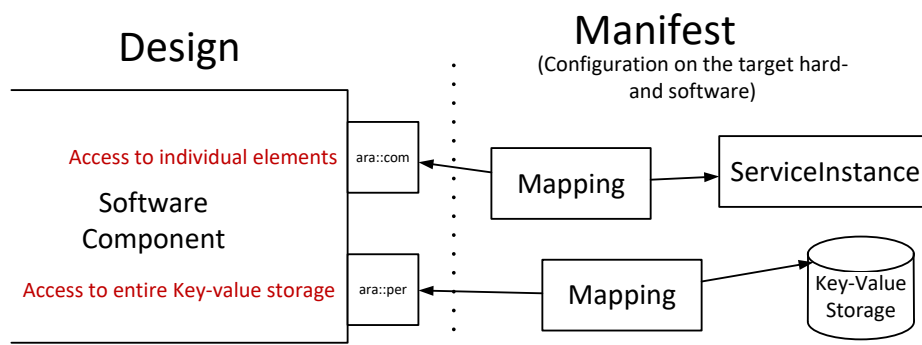 Design
Manifest
(Configuration on the target hard-
and software)
Access to individual elements
ara::com
Mapping
ServiceInstance
Software
Component
Access to entire Key-value storage
ara::per
Mapping
Key-Value
Storage